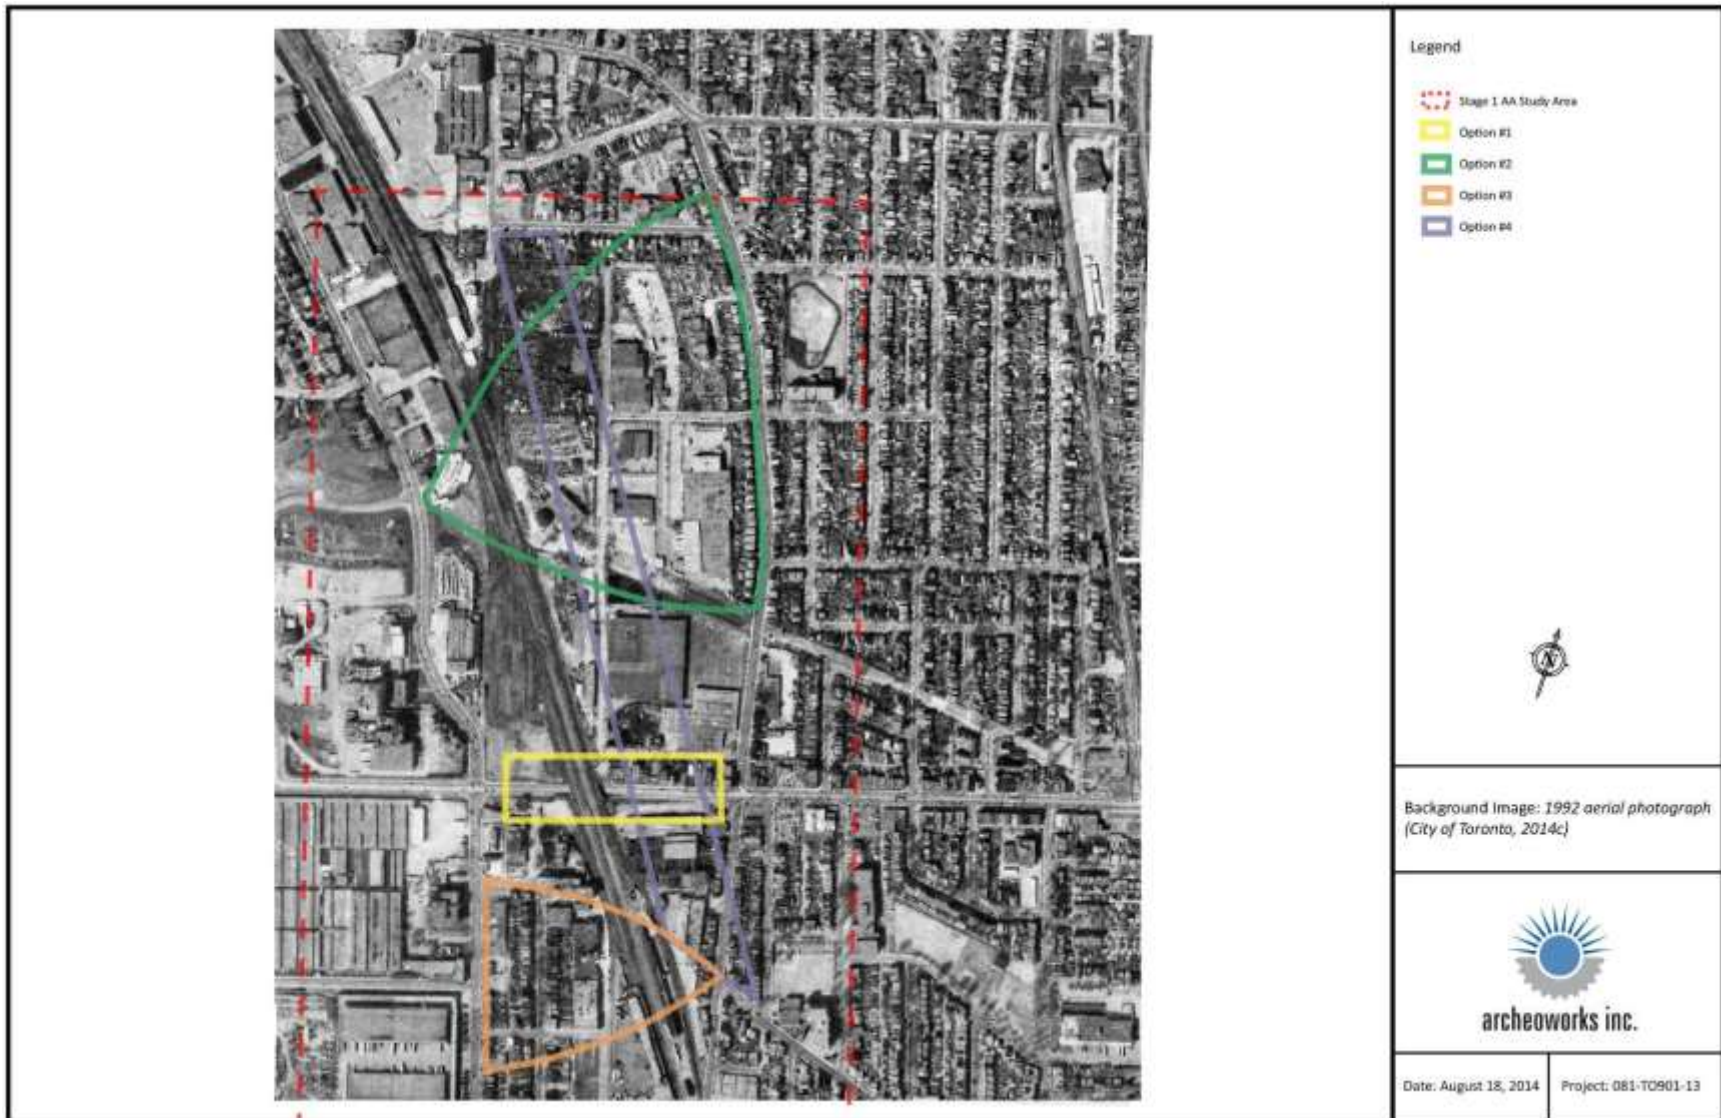 Legend
Stage 1 AA Study Area
Option #1
Option #2
Option #3
Option #4
N
Background Image: 1992 aerial photograph
(City of Toronto, 2014c)
archeoworks inc.
Date: August 18, 2014
Project: 081-TO901-13